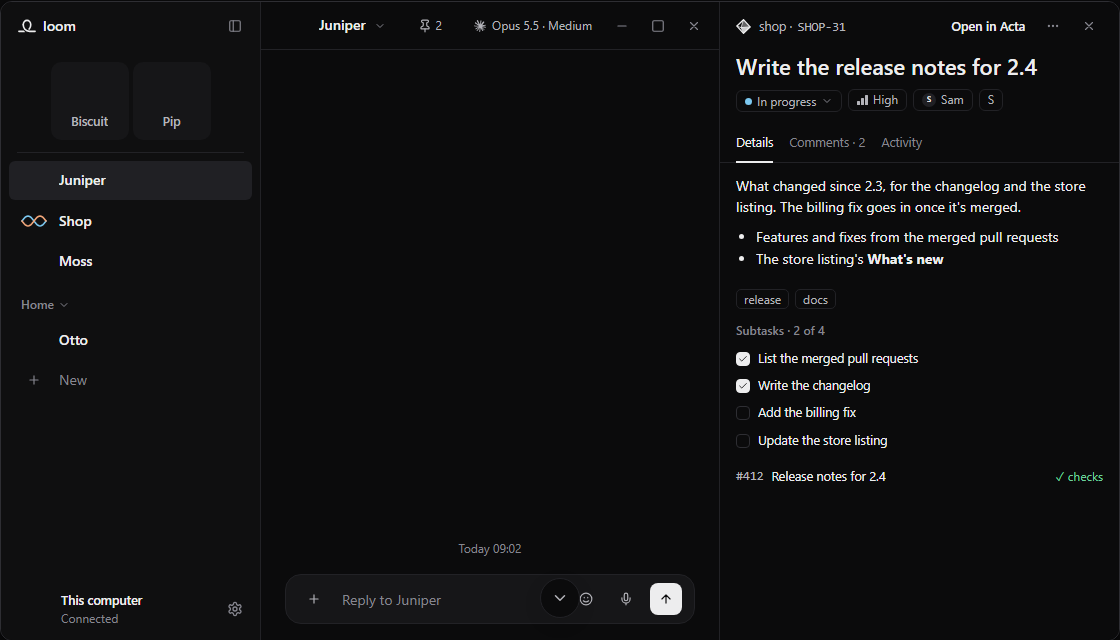 loom
Biscuit
Pip
Juniper
Shop
Moss
Home
Otto
New
This computer
Connected
Juniper
2
Opus 5.5 · Medium
Today 09:02
Reply to Juniper
shop · SHOP-31
Open in Acta
Write the release notes for 2.4
In progress
High
S Sam
S
Details
Comments · 2
Activity
What changed since 2.3, for the changelog and the store
listing. The billing fix goes in once it's merged.
Features and fixes from the merged pull requests
The store listing's What's new
release
docs
Subtasks · 2 of 4
List the merged pull requests
Write the changelog
Add the billing fix
Update the store listing
#412 Release notes for 2.4
✓ checks